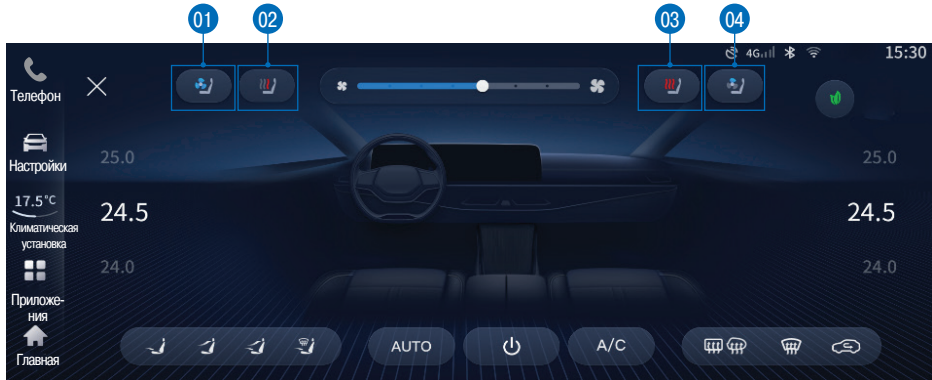 01
02
03
04
4G
15:30
Телефон
Настройки
25.0
25.0
17.5°C
24.5
24.5
Климатическая
установка
24.0
24.0
Приложе-
ния
AUTO
A/C
Главная